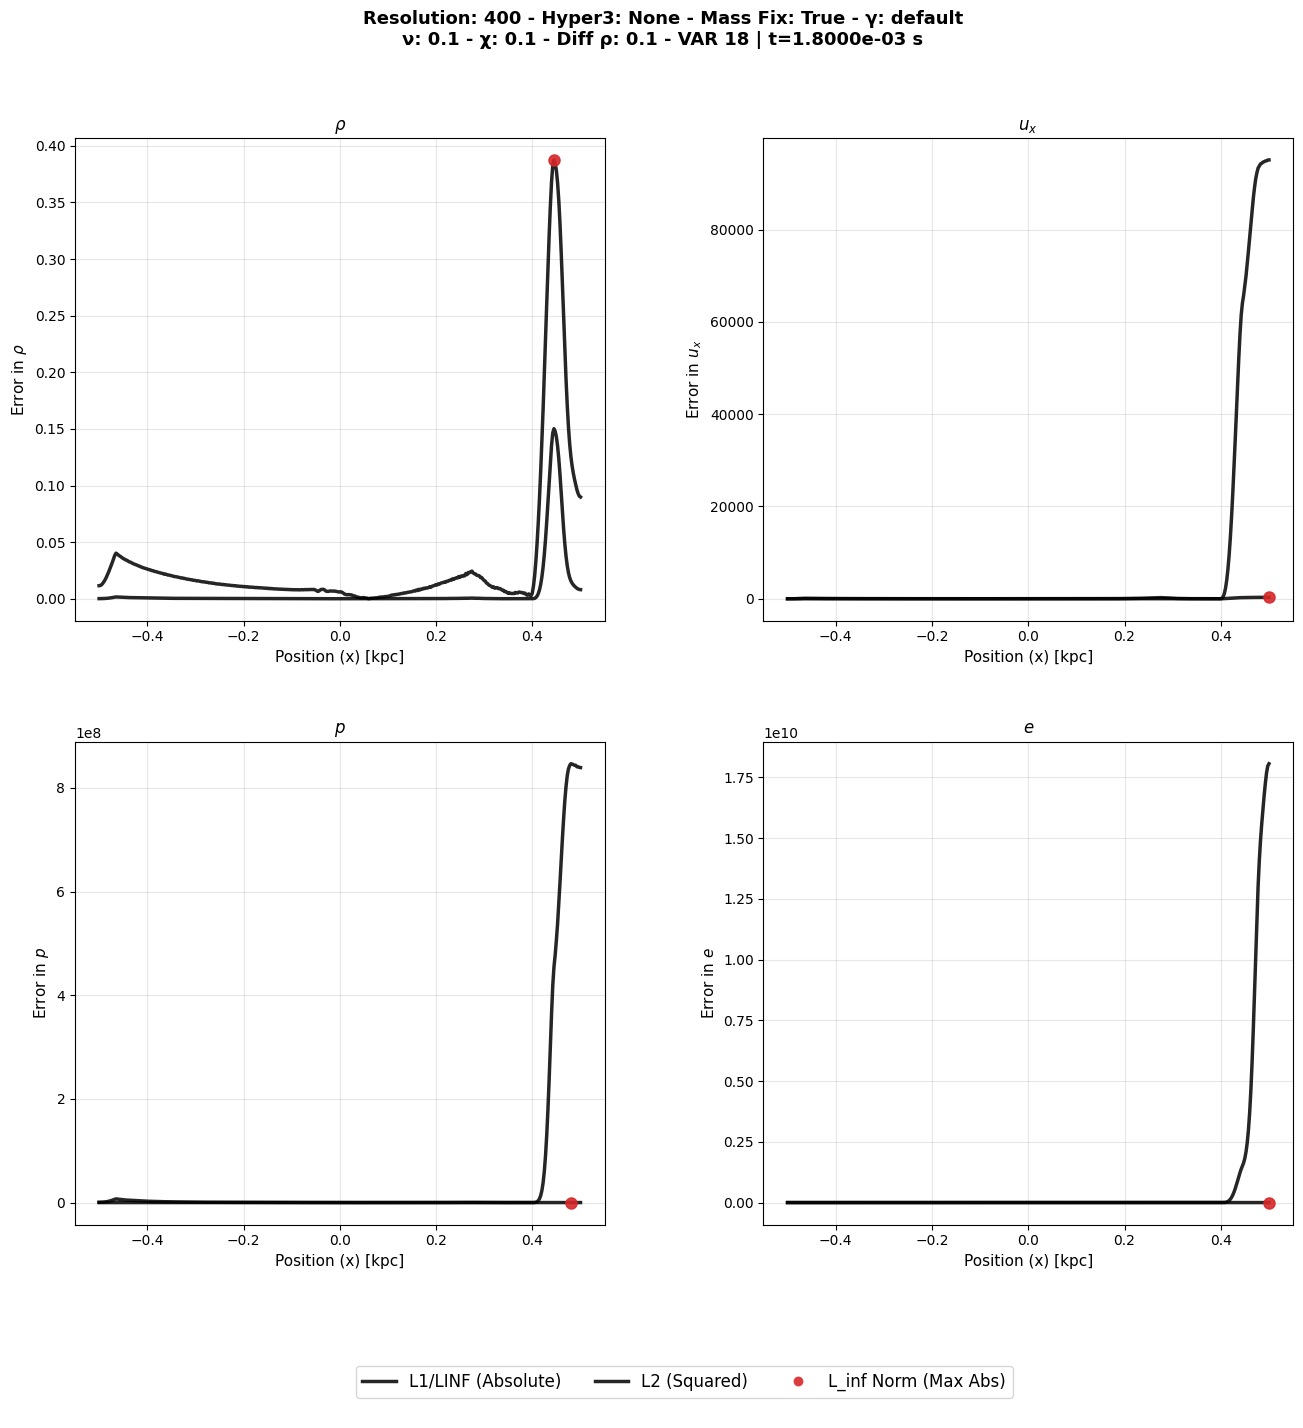 Resolution: 400 - Hyper3: None - Mass Fix: True - γ: default
ν: 0.1 - χ: 0.1 - Diff ρ: 0.1 - VAR 18 | t=1.8000e-03 s
ρ
0.40
0.35
0.30
0.25
0.20
0.15
0.10
0.05
0.00
Error in ρ
−0.4 −0.2 0.0 0.2 0.4
Position (x) [kpc]
u_x
80000
60000
40000
20000
0
Error in u_x
−0.4 −0.2 0.0 0.2 0.4
Position (x) [kpc]
p
1e8
8
6
4
2
0
Error in p
−0.4 −0.2 0.0 0.2 0.4
Position (x) [kpc]
e
1e10
1.75
1.50
1.25
1.00
0.75
0.50
0.25
0.00
Error in e
−0.4 −0.2 0.0 0.2 0.4
Position (x) [kpc]
L1/LINF (Absolute) L2 (Squared) L_inf Norm (Max Abs)